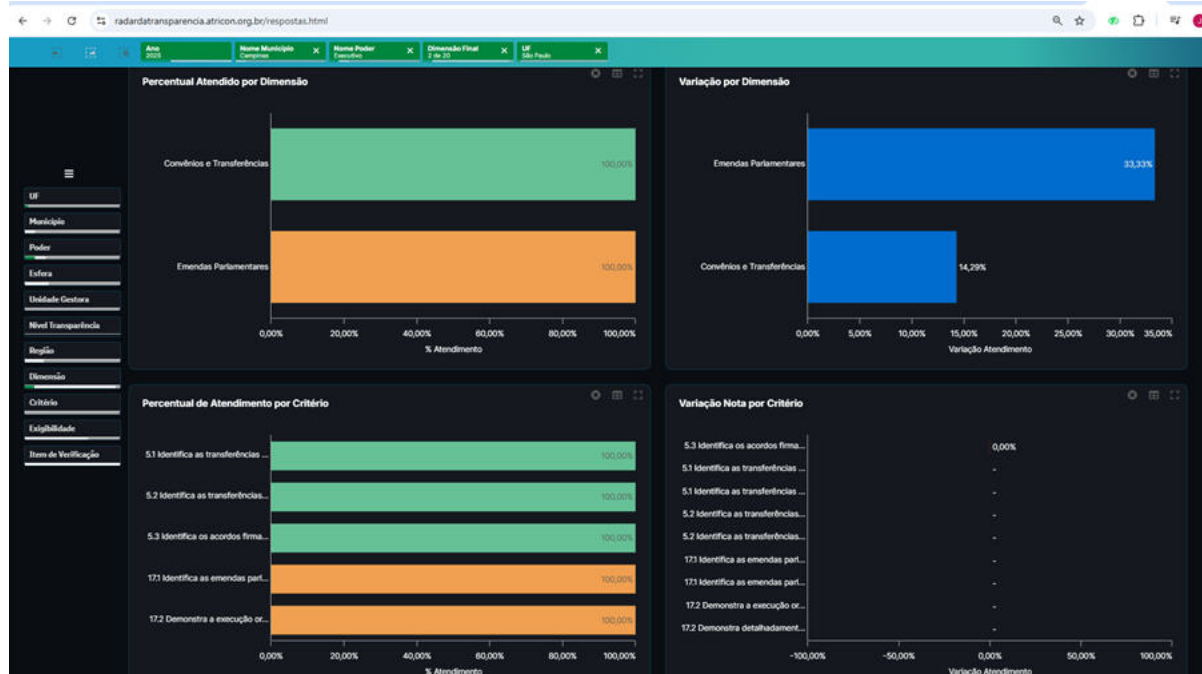 radardatransparencia.atricon.org.br/respostas.html
Ano
2025
Nome Município
Campinas
Nome Poder
Executivo
Dimensão Final
2 de 20
UF
São Paulo
UF
Município
Poder
Esfera
Unidade Gestora
Nível Transparência
Região
Dimensão
Critério
Exigibilidade
Item de Verificação
Percentual Atendido por Dimensão
Convênios e Transferências
100,00%
Emendas Parlamentares
100,00%
0,00% 20,00% 40,00% 60,00% 80,00% 100,00%
% Atendimento
Variação por Dimensão
Emendas Parlamentares
33,33%
Convênios e Transferências
14,29%
0,00% 5,00% 10,00% 15,00% 20,00% 25,00% 30,00% 35,00%
Variação Atendimento
Percentual de Atendimento por Critério
5.1 Identifica as transferências ...
100,00%
5.2 Identifica as transferências...
100,00%
5.3 Identifica os acordos firma...
100,00%
17.1 Identifica as emendas parl...
100,00%
17.2 Demonstra a execução or...
100,00%
0,00% 20,00% 40,00% 60,00% 80,00% 100,00%
% Atendimento
Variação Nota por Critério
5.3 Identifica os acordos firma...
0,00%
5.1 Identifica as transferências ...
-
5.1 Identifica as transferências ...
-
5.2 Identifica as transferências...
-
5.2 Identifica as transferências...
-
17.1 Identifica as emendas parl...
-
17.1 Identifica as emendas parl...
-
17.2 Demonstra a execução or...
-
17.2 Demonstra detalhadament...
-
-100,00% -50,00% 0,00% 50,00% 100,00%
Variação Atendimento